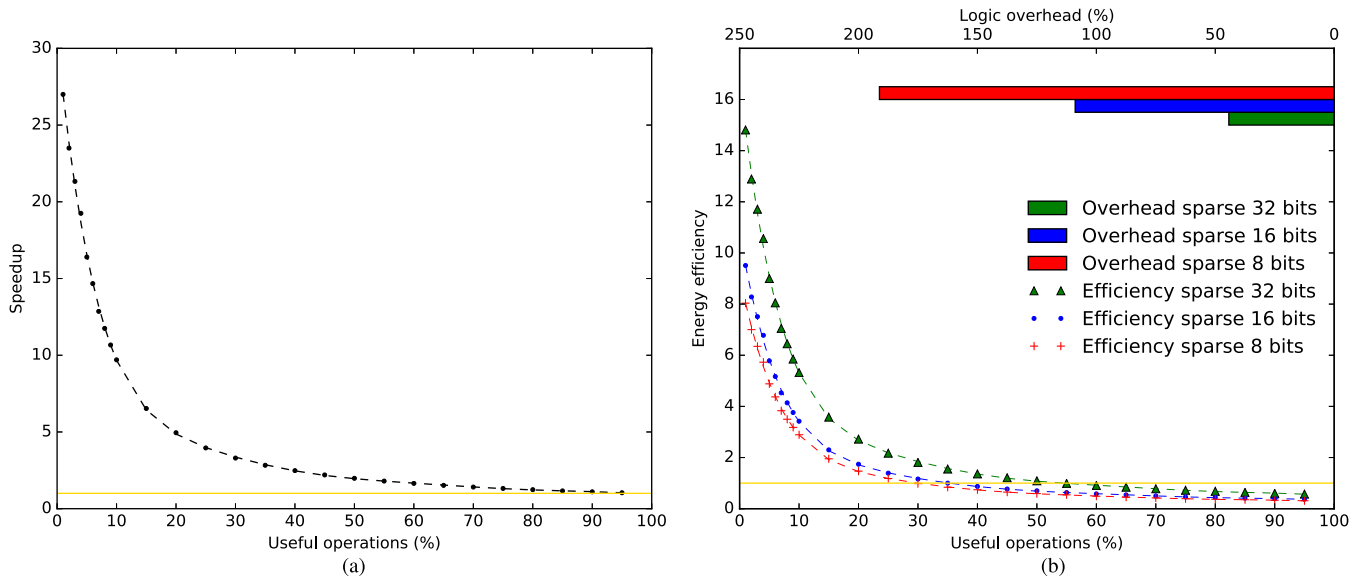 30
25
20
15
10
5
0
Speedup
0 10 20 30 40 50 60 70 80 90 100
Useful operations (%)
(a)
Logic overhead (%)
250 200 150 100 50 0
16
14
12
10
8
6
4
2
0
Energy efficiency
Overhead sparse 32 bits
Overhead sparse 16 bits
Overhead sparse 8 bits
Efficiency sparse 32 bits
Efficiency sparse 16 bits
Efficiency sparse 8 bits
0 10 20 30 40 50 60 70 80 90 100
Useful operations (%)
(b)